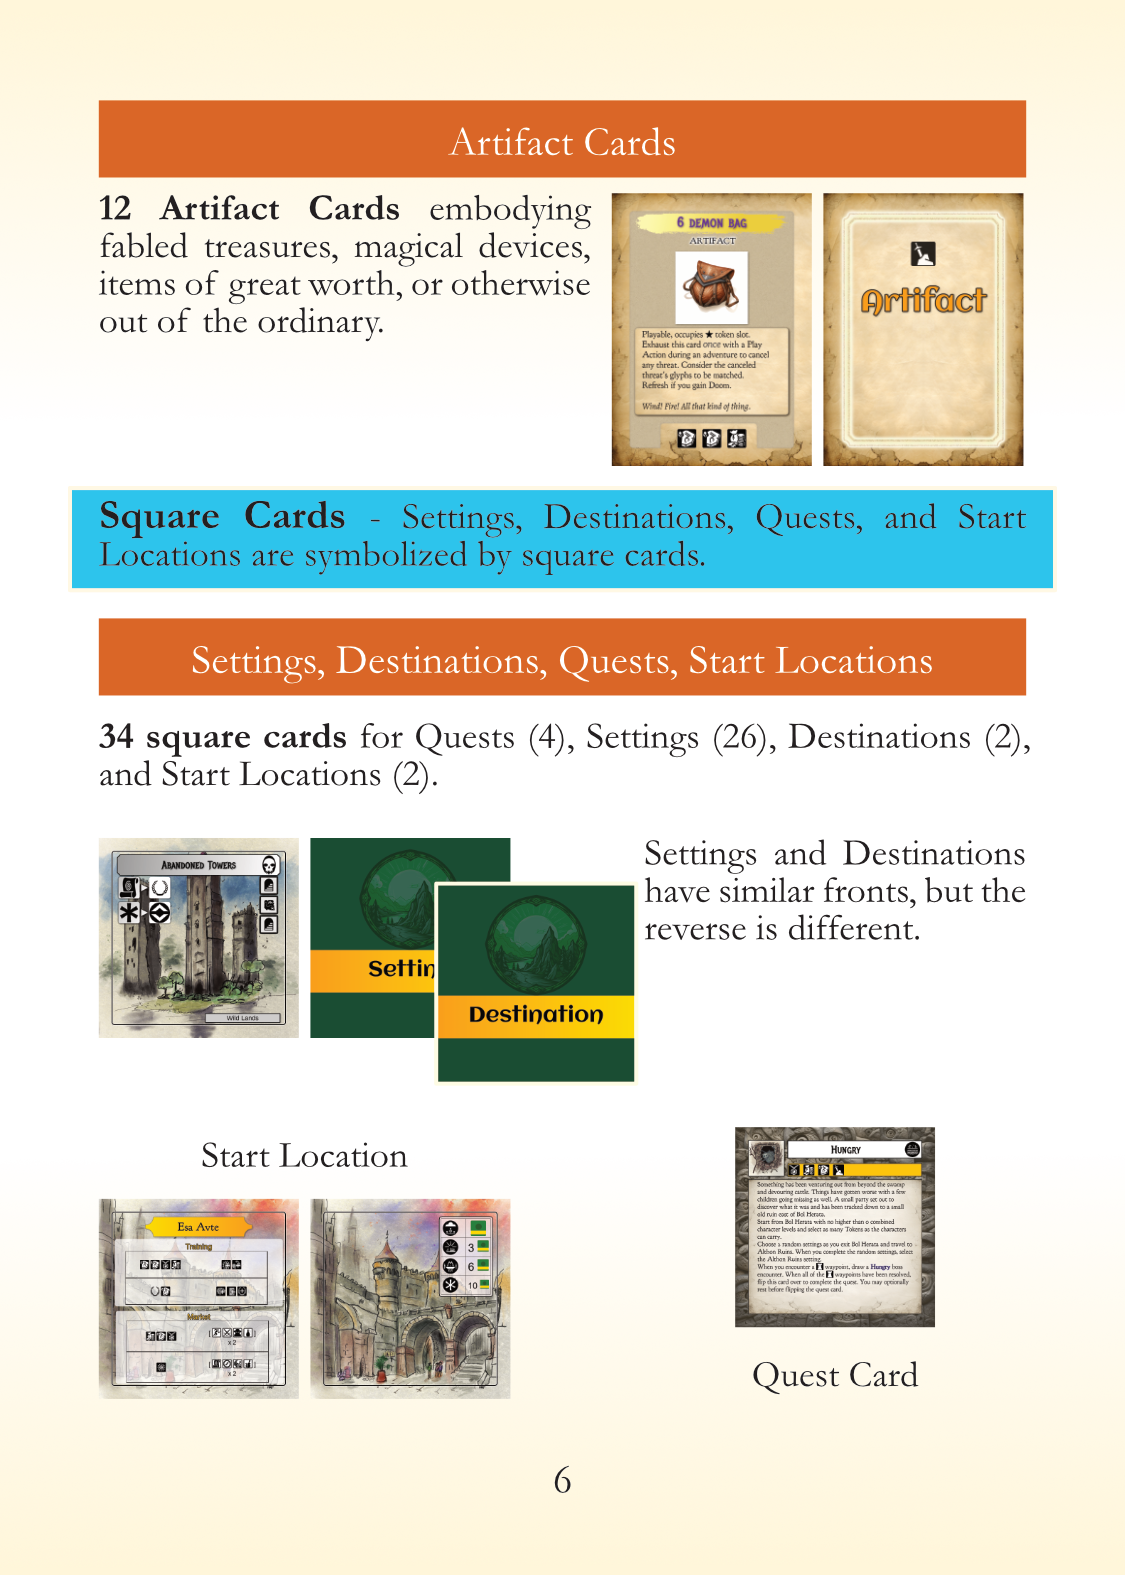 Artifact Cards
12 Artifact Cards embodying
fabled treasures, magical devices,
items of great worth, or otherwise
out of the ordinary.
6 DEMON BAG
ARTIFACT
Playable, occupies ★ token slot.
Exhaust this card once with a Play
Action during an adventure to cancel
any threat. Consider the canceled
threat's glyphs to be matched.
Refresh if you gain Doom.
Wind! Fire! All that kind of thing.
Artifact
Square Cards - Settings, Destinations, Quests, and Start
Locations are symbolized by square cards.
Settings, Destinations, Quests, Start Locations
34 square cards for Quests (4), Settings (26), Destinations (2),
and Start Locations (2).
ABANDONED TOWERS
Wild Lands
Settin
Destination
Settings and Destinations
have similar fronts, but the
reverse is different.
Start Location
Esa Avte
Training
Market
x 2
x 2
3
6
10
HUNGRY
Something has been venturing out from beyond the swamp
and devouring cattle. Things have gotten worse with a few
children going missing as well. A small party set out to
discover what it was and has been tracked down to a small
old ruin east of Bol Herata.
Start from Bol Herata with no higher than 0 combined
character levels and select as many Tokens as the characters
can carry.
Choose 2 random settings as you exit Bol Herata and travel to
Althon Ruins. When you complete the random settings, select
the Althon Ruins setting.
When you encounter a waypoint, draw a Hungry boss
encounter. When all of the waypoints have been resolved,
flip this card over to complete the quest. You may optionally
rest before flipping the quest card.
Quest Card
6